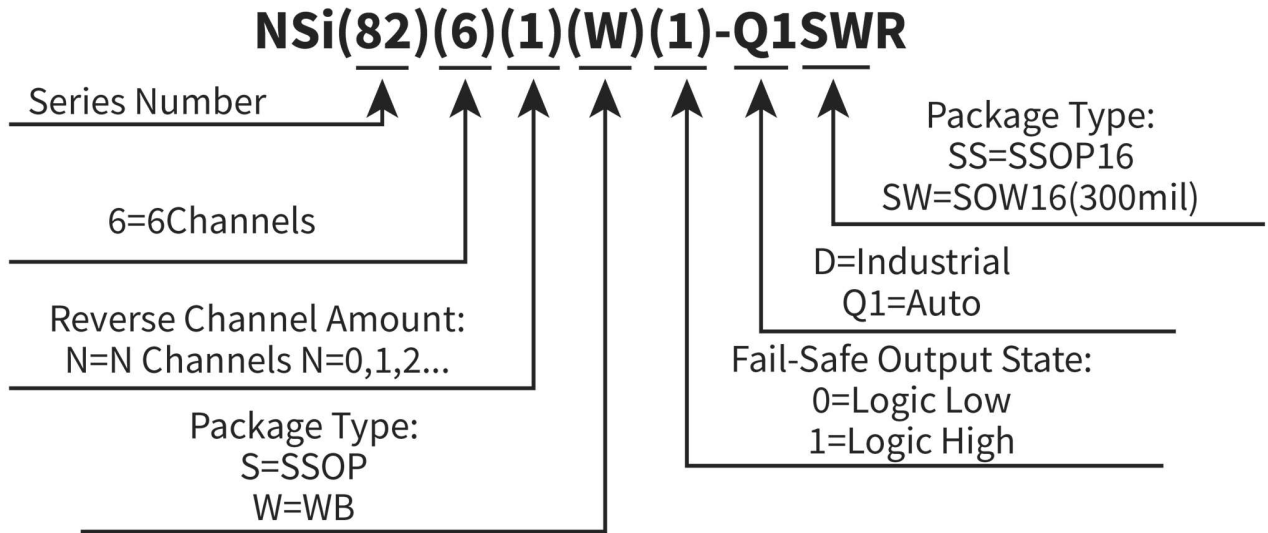 NSi(82)(6)(1)(W)(1)-Q1SWR
Series Number
6=6Channels
Reverse Channel Amount:
N=N Channels N=0,1,2...
Package Type:
S=SSOP
W=WB
Package Type:
SS=SSOP16
SW=SOW16(300mil)
D=Industrial
Q1=Auto
Fail-Safe Output State:
0=Logic Low
1=Logic High